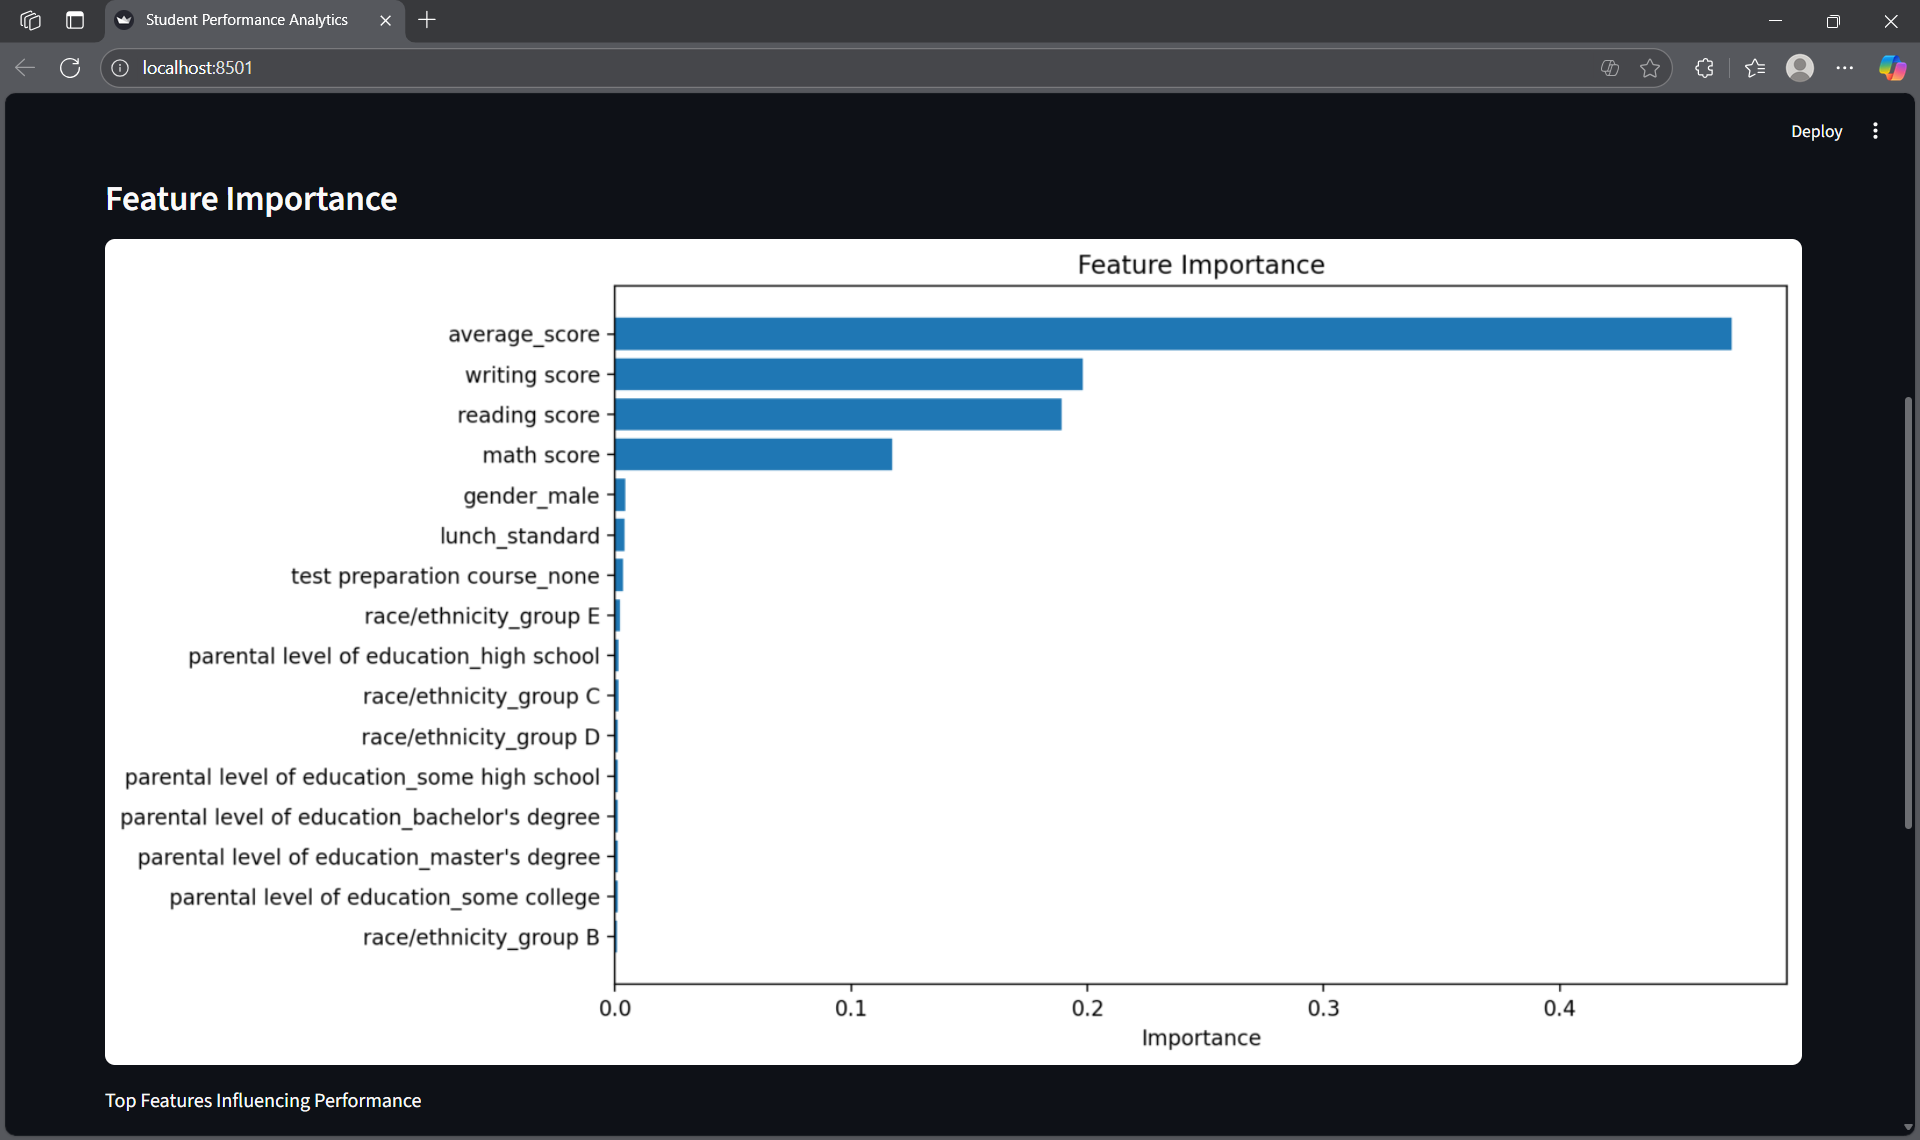 Student Performance Analytics
localhost:8501
Deploy
Feature Importance
Feature Importance
average_score
writing score
reading score
math score
gender_male
lunch_standard
test preparation course_none
race/ethnicity_group E
parental level of education_high school
race/ethnicity_group C
race/ethnicity_group D
parental level of education_some high school
parental level of education_bachelor's degree
parental level of education_master's degree
parental level of education_some college
race/ethnicity_group B
0.0 0.1 0.2 0.3 0.4
Importance
Top Features Influencing Performance